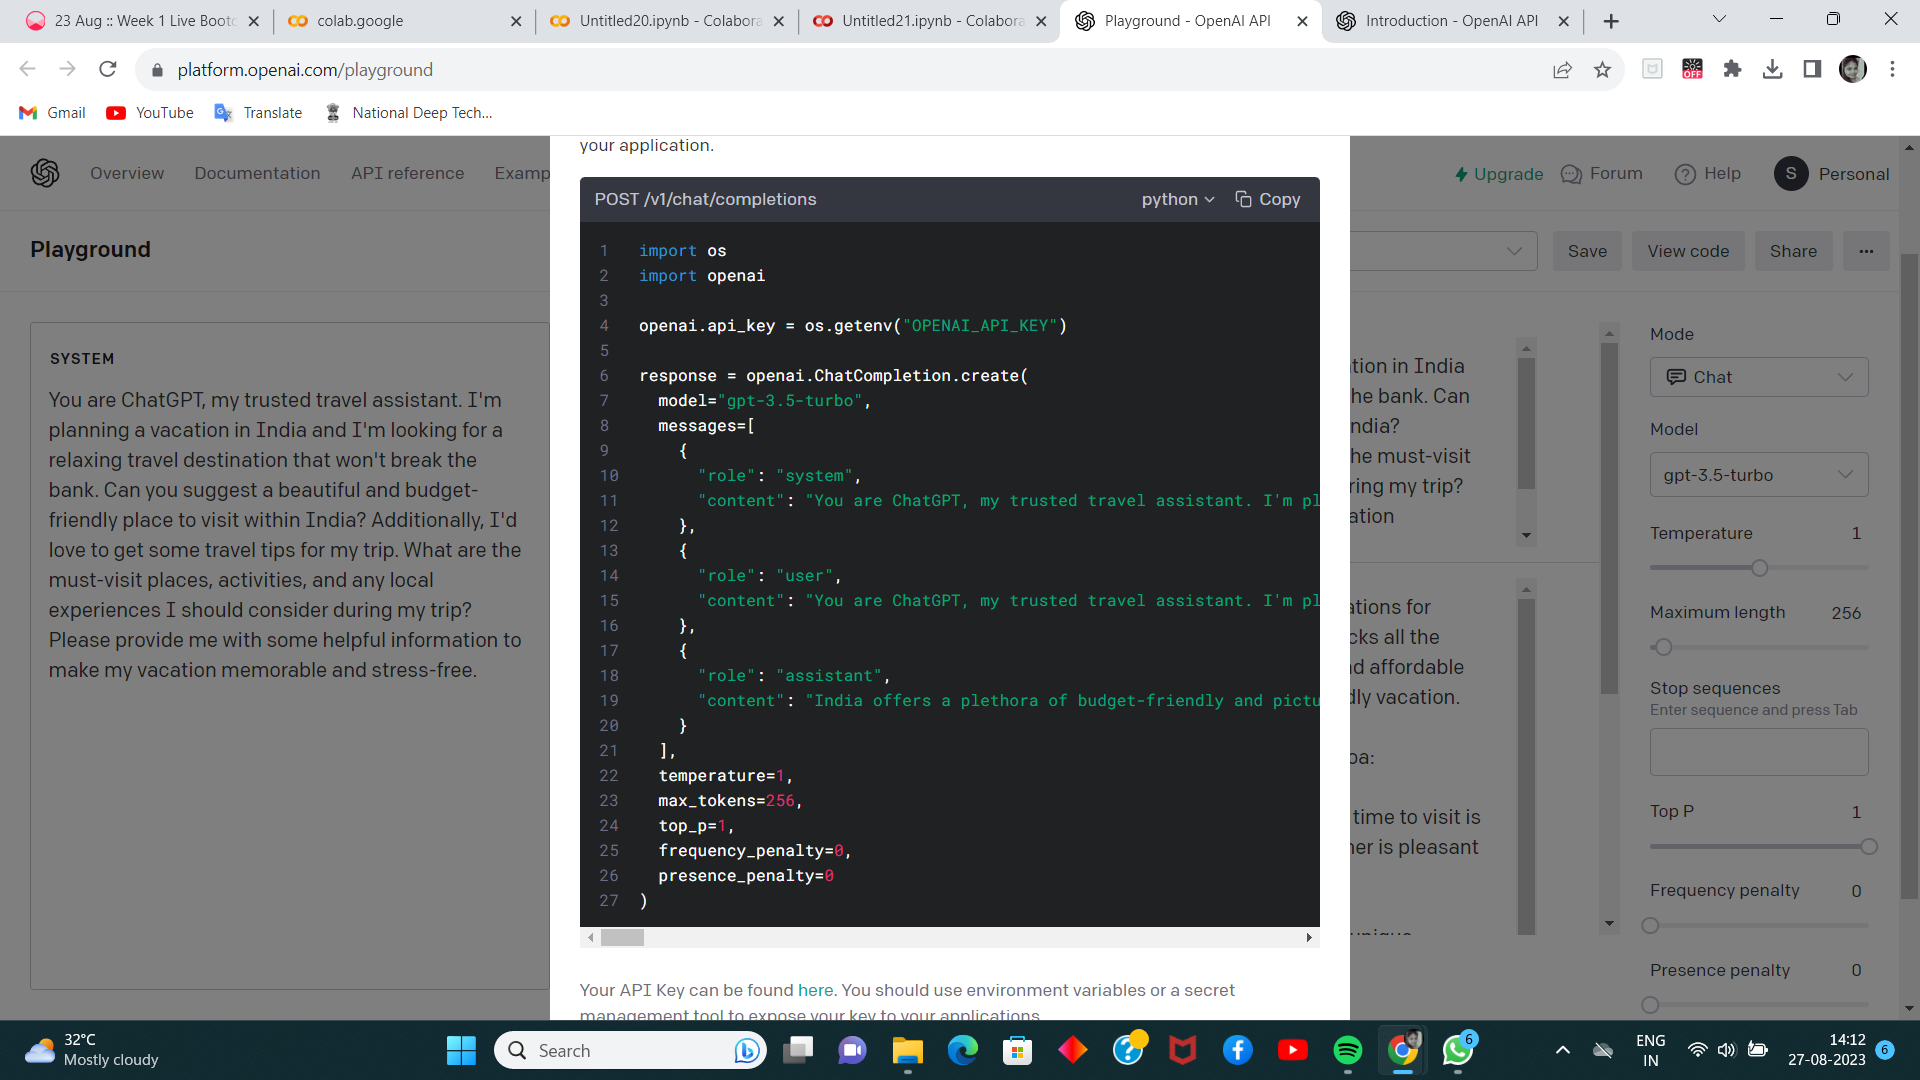 23 Aug :: Week 1 Live Bootc
colab.google
Untitled20.ipynb - Colabora
Untitled21.ipynb - Colabora
Playground - OpenAI API
Introduction - OpenAI API
platform.openai.com/playground
OFF
Gmail
YouTube
Translate
National Deep Tech...
Overview
Documentation
API reference
Examp
Upgrade
Forum
Help
S
Personal
Playground
Save
View code
Share
...
SYSTEM
You are ChatGPT, my trusted travel assistant. I'm
planning a vacation in India and I'm looking for a
relaxing travel destination that won't break the
bank. Can you suggest a beautiful and budget-
friendly place to visit within India? Additionally, I'd
love to get some travel tips for my trip. What are the
must-visit places, activities, and any local
experiences I should consider during my trip?
Please provide me with some helpful information to
make my vacation memorable and stress-free.
your application.
POST /v1/chat/completions
python
Copy
1 import os
2 import openai
3
4 openai.api_key = os.getenv("OPENAI_API_KEY")
5
6 response = openai.ChatCompletion.create(
7 model="gpt-3.5-turbo",
8 messages=[
9 {
10 "role": "system",
11 "content": "You are ChatGPT, my trusted travel assistant. I'm pl
12 },
13 {
14 "role": "user",
15 "content": "You are ChatGPT, my trusted travel assistant. I'm pl
16 },
17 {
18 "role": "assistant",
19 "content": "India offers a plethora of budget-friendly and pictu
20 }
21 ],
22 temperature=1,
23 max_tokens=256,
24 top_p=1,
25 frequency_penalty=0,
26 presence_penalty=0
27 )
Your API Key can be found here. You should use environment variables or a secret
management tool to expose your key to your applications.
tion in India
he bank. Can
ndia?
he must-visit
ring my trip?
ation
ations for
cks all the
nd affordable
dly vacation.
oa:
time to visit is
her is pleasant
Mode
Chat
Model
gpt-3.5-turbo
Temperature 1
Maximum length 256
Stop sequences
Enter sequence and press Tab
Top P 1
Frequency penalty 0
Presence penalty 0
32°C
Mostly cloudy
Search
6
ENG
IN
14:12
27-08-2023
6